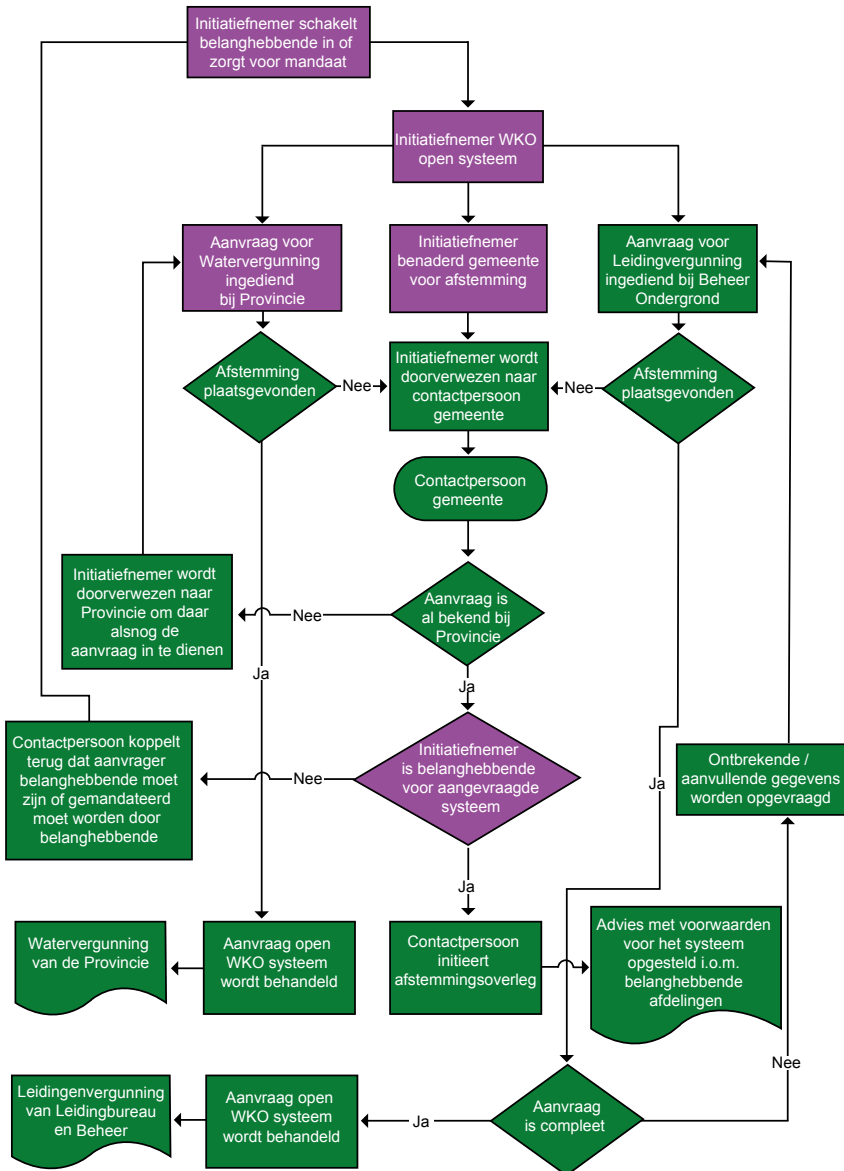 Initiatiefnemer schakelt
belanghebbende in of
zorgt voor mandaat
Initiatiefnemer WKO
open systeem
Aanvraag voor
Watervergunning
ingediend
bij Provincie
Initiatiefnemer
benaderd gemeente
voor afstemming
Aanvraag voor
Leidingvergunning
ingediend bij Beheer
Ondergrond
Afstemming
plaatsgevonden
Nee
Initiatiefnemer wordt
doorverwezen naar
contactpersoon
gemeente
Nee
Afstemming
plaatsgevonden
Contactpersoon
gemeente
Initiatiefnemer wordt
doorverwezen naar
Provincie om daar
alsnog de
aanvraag in te dienen
Nee
Aanvraag is
al bekend bij
Provincie
Ja
Ja
Contactpersoon koppelt
terug dat aanvrager
belanghebbende moet
zijn of gemandateerd
moet worden door
belanghebbende
Nee
Initiatiefnemer
is belanghebbende
voor aangevraagde
systeem
Ja
Ontbrekende /
aanvullende gegevens
worden opgevraagd
Ja
Watervergunning
van de Provincie
Aanvraag open
WKO systeem
wordt behandeld
Contactpersoon
initieert
afstemmingsoverleg
Advies met voorwaarden
voor het systeem
opgesteld i.o.m.
belanghebbende
afdelingen
Nee
Leidingenvergunning
van Leidingbureau
en Beheer
Aanvraag open
WKO systeem
wordt behandeld
Ja
Aanvraag
is compleet